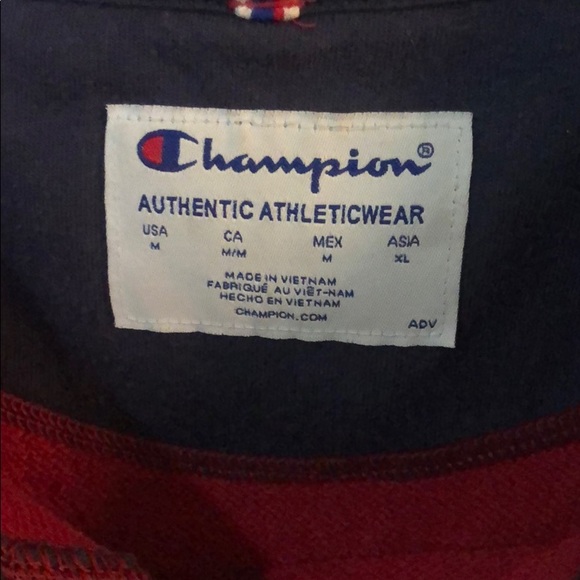 Champion®
AUTHENTIC ATHLETICWEAR
USA CA MEX ASIA
M M/M M XL
MADE IN VIETNAM
FABRIQUÉ AU VIÊT-NAM
HECHO EN VIETNAM
CHAMPION.COM
ADV